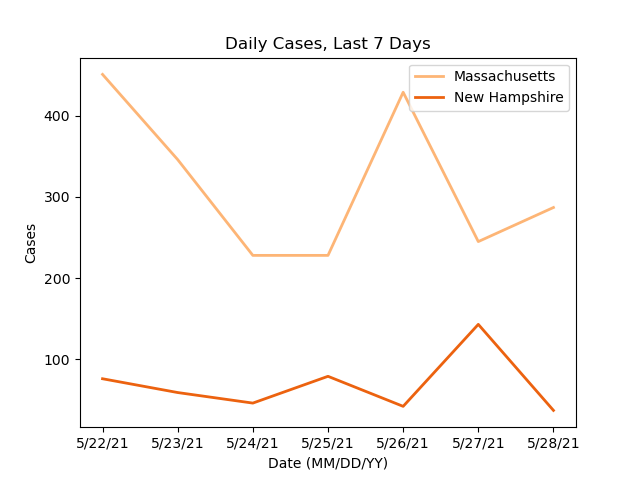 Daily Cases, Last 7 Days
Massachusetts
New Hampshire
400
300
200
100
Cases
5/22/21 5/23/21 5/24/21 5/25/21 5/26/21 5/27/21 5/28/21
Date (MM/DD/YY)